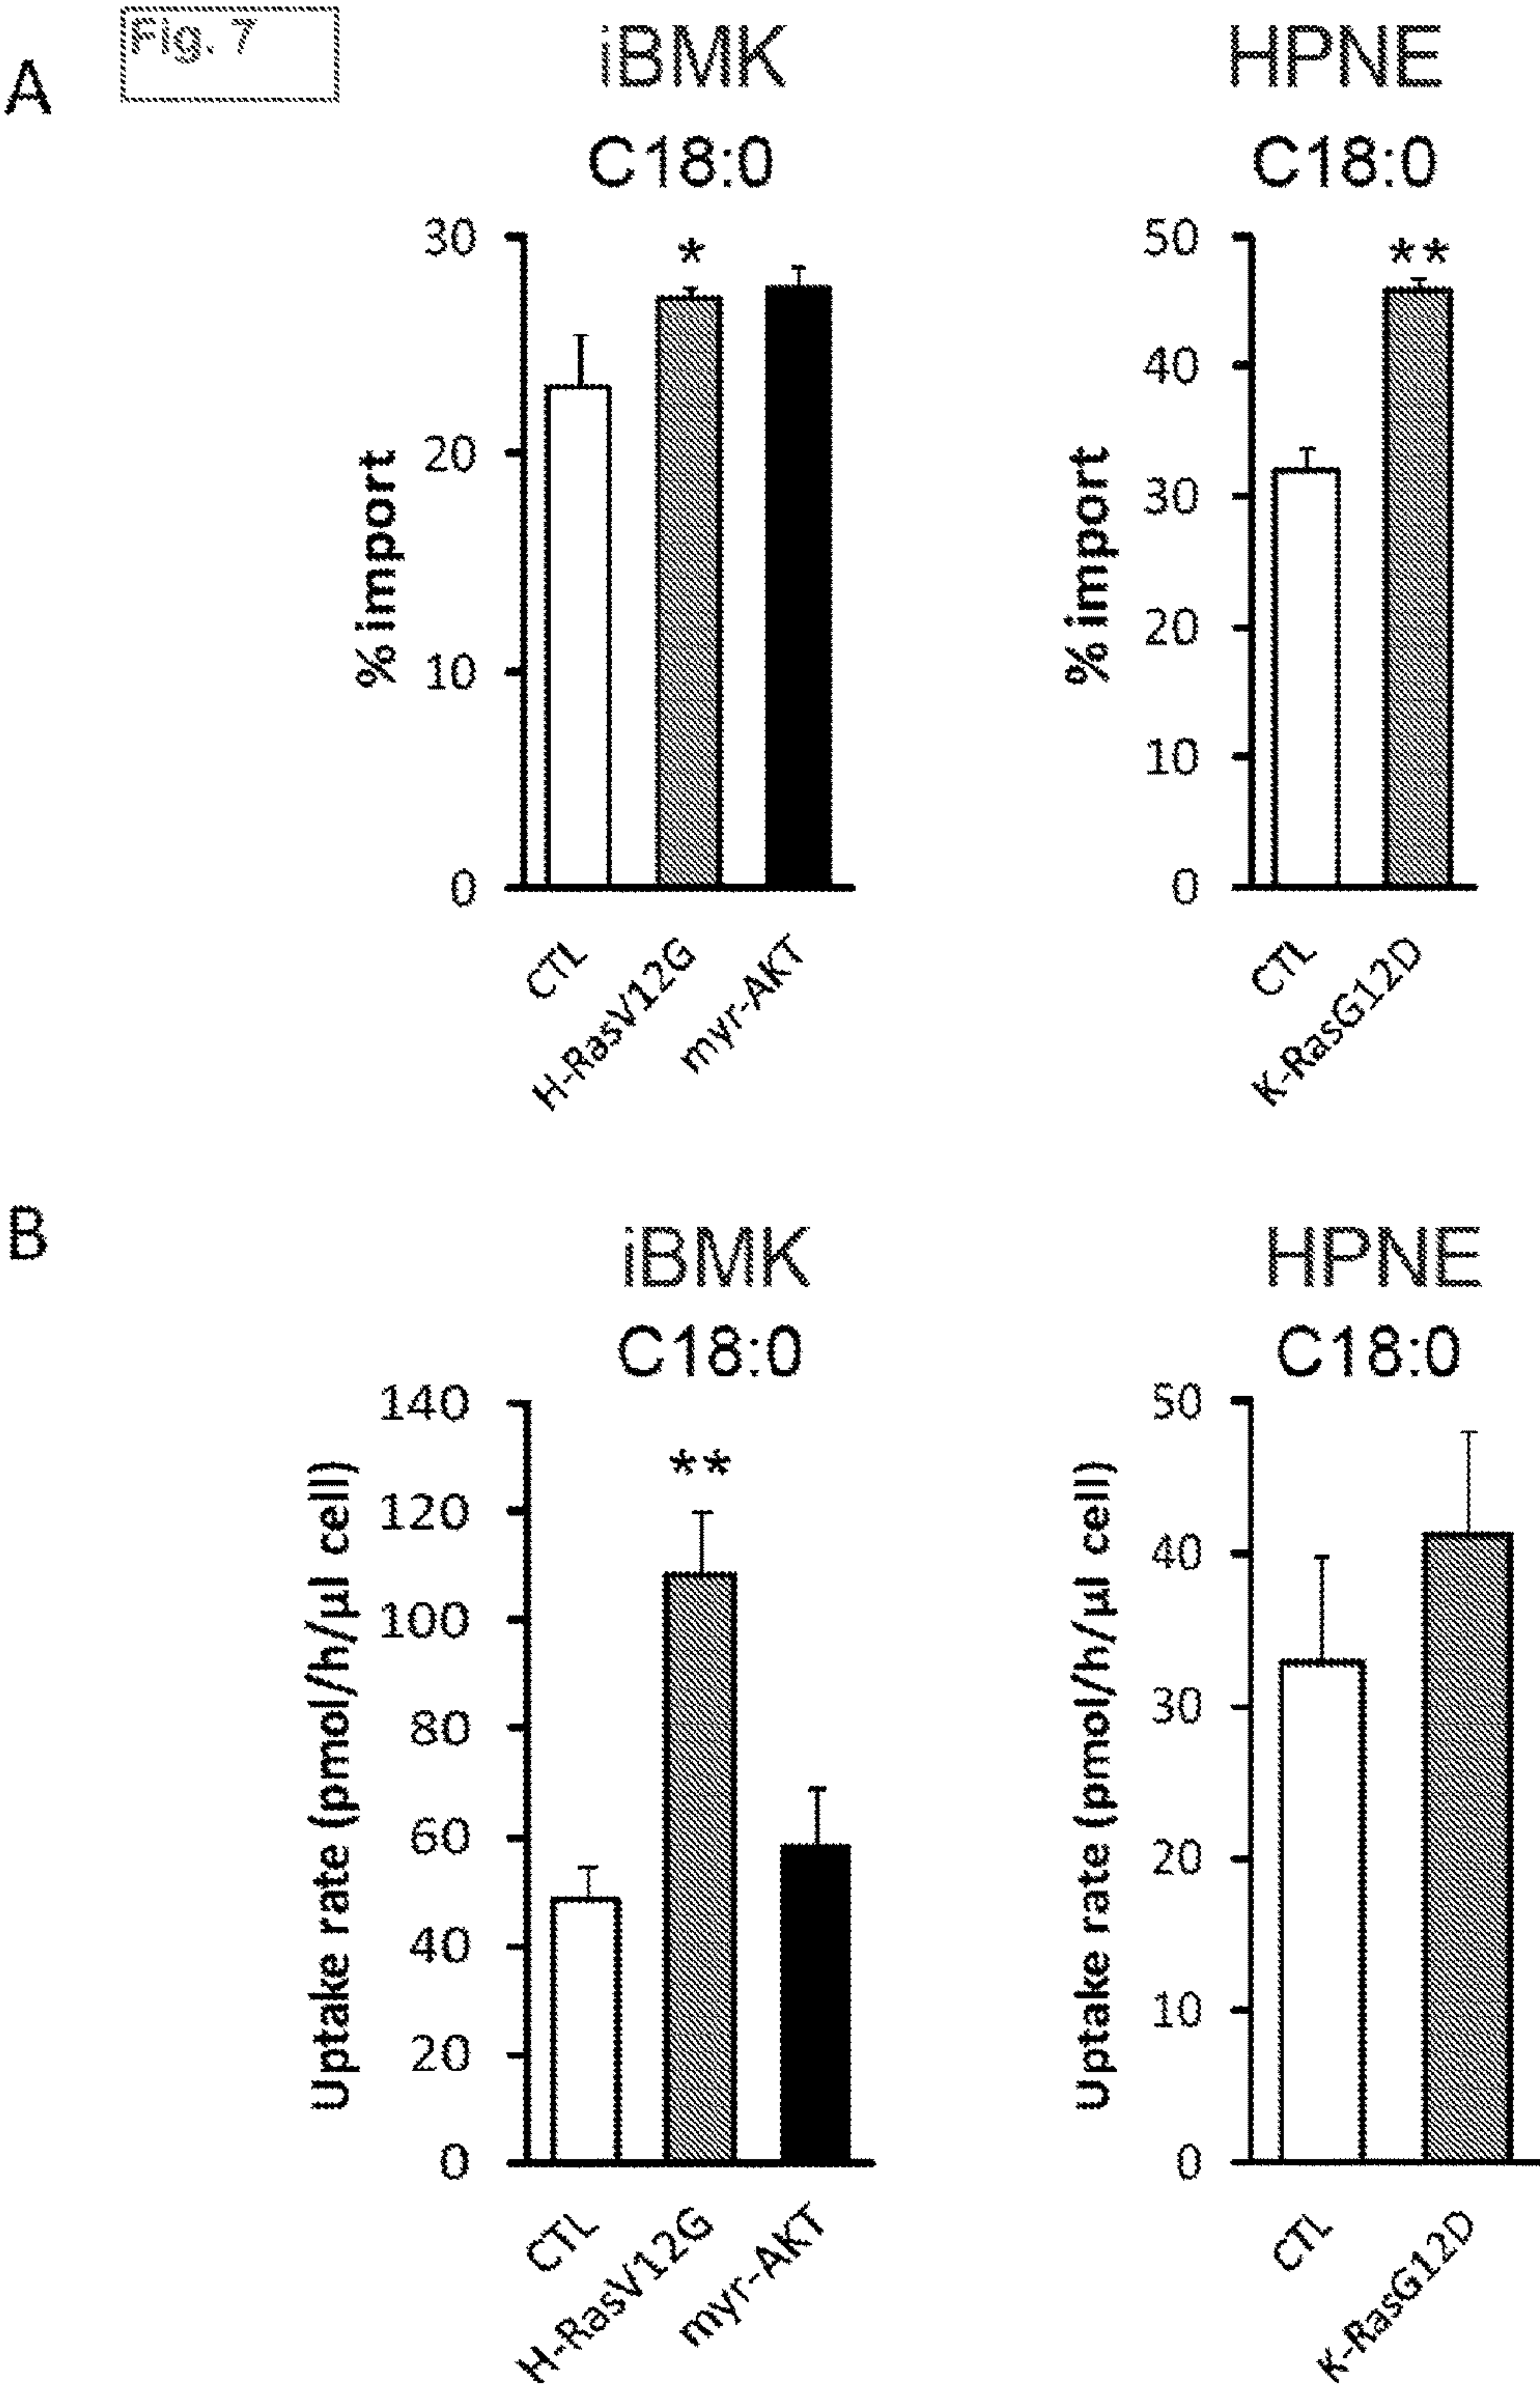 Fig. 7
A
iBMK
C18:0
% import
30
20
10
0
CTL
H-RasV12G
myr-AKT
HPNE
C18:0
% import
50
40
30
20
10
0
*
**
CTL
K-RasG12D
B
iBMK
C18:0
Uptake rate (pmol/h/µl cell)
140
120
100
80
60
40
20
0
**
CTL
H-RasV12G
myr-AKT
HPNE
C18:0
Uptake rate (pmol/h/µl cell)
50
40
30
20
10
0
CTL
K-RasG12D